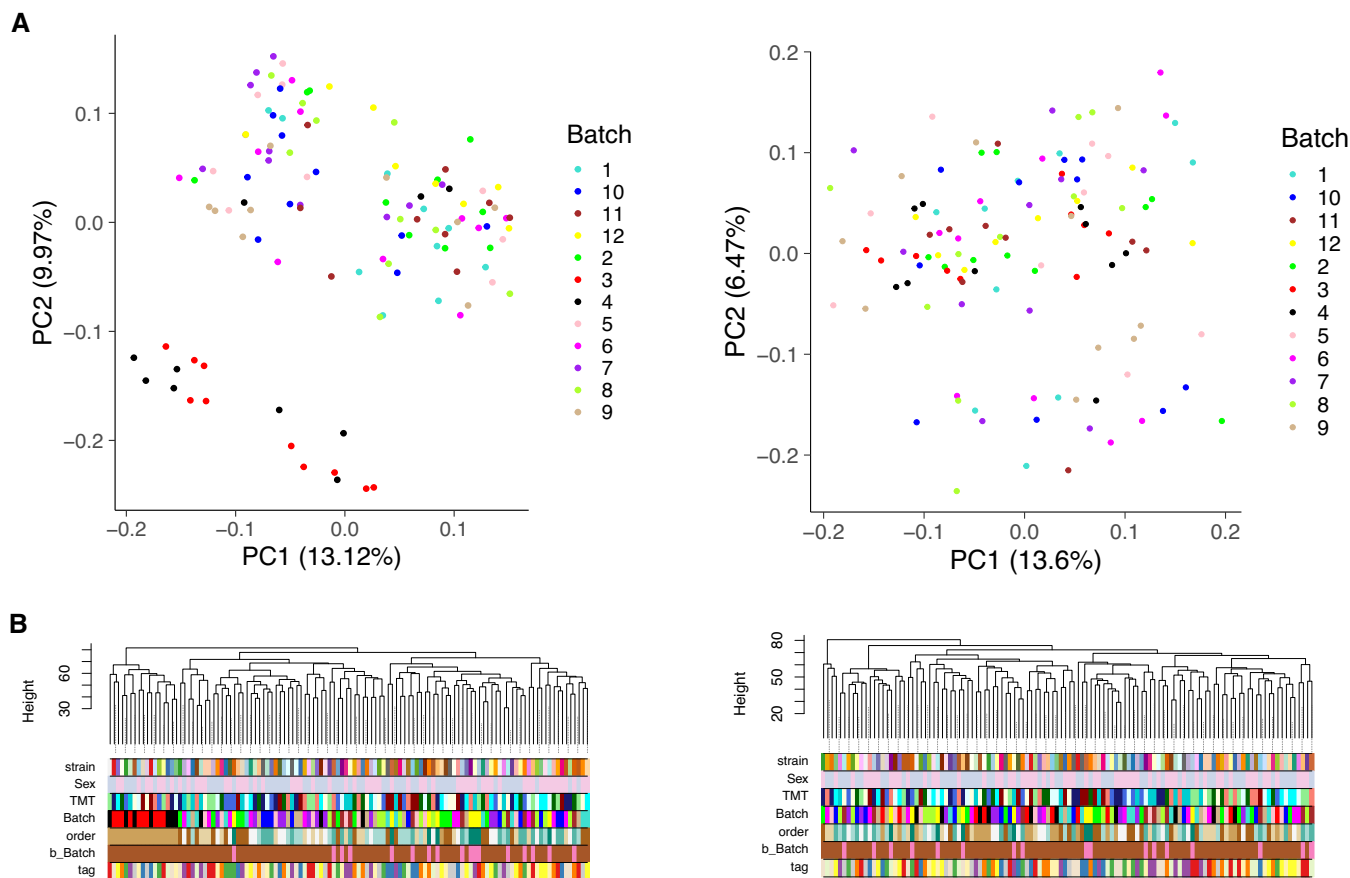 A
0.1
0.0
−0.1
−0.2
PC2 (9.97%)
−0.2
−0.1
0.0
0.1
PC1 (13.12%)
Batch
1
10
11
12
2
3
4
5
6
7
8
9
0.2
0.1
0.0
−0.1
−0.2
PC2 (6.47%)
−0.2
−0.1
0.0
0.1
0.2
PC1 (13.6%)
Batch
1
10
11
12
2
3
4
5
6
7
8
9
B
Height
30
60
strain
Sex
TMT
Batch
order
b_Batch
tag
Height
20
50
80
strain
Sex
TMT
Batch
order
b_Batch
tag